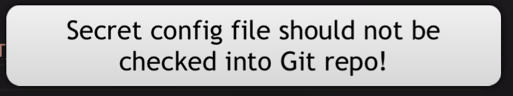 Secret config file should not be
checked into Git repo!